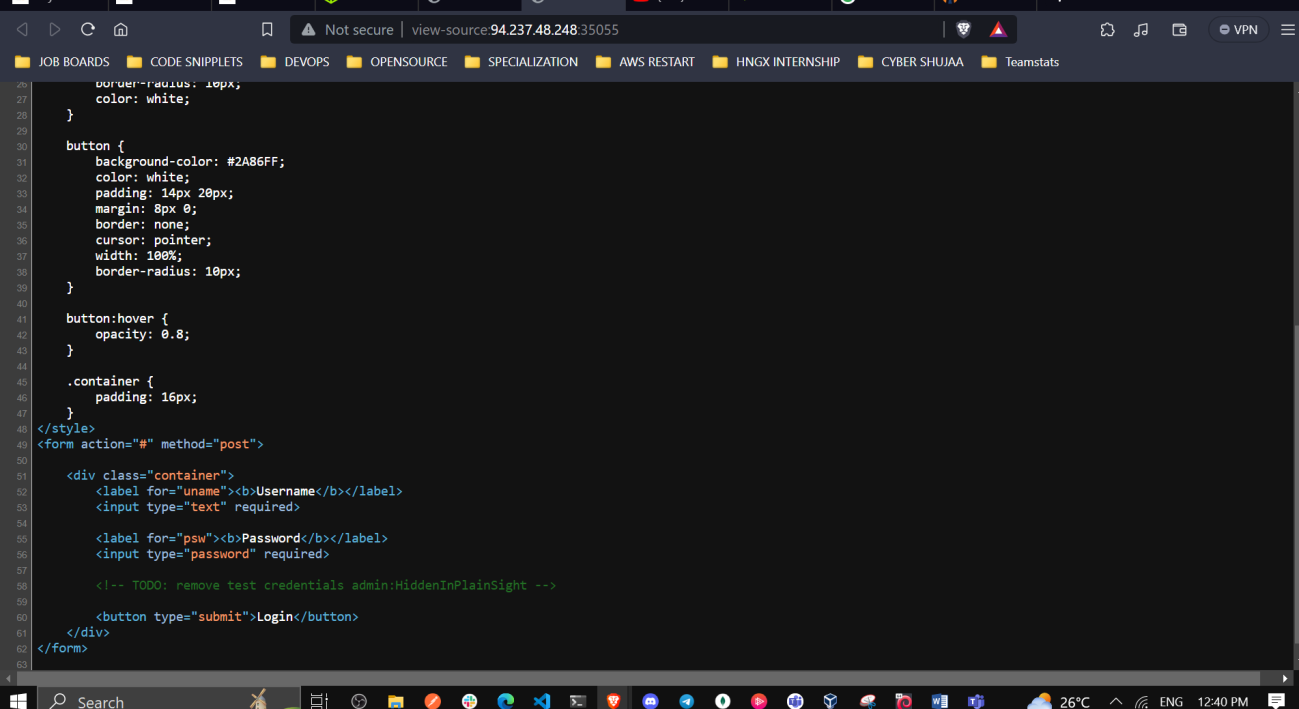 Not secure | view-source:94.237.48.248:35055
VPN
JOB BOARDS CODE SNIPPLETS DEVOPS OPENSOURCE SPECIALIZATION AWS RESTART HNGX INTERNSHIP CYBER SHUJAA Teamstats
26 border-radius: 10px;
27 color: white;
28 }
29
30 button {
31 background-color: #2A86FF;
32 color: white;
33 padding: 14px 20px;
34 margin: 8px 0;
35 border: none;
36 cursor: pointer;
37 width: 100%;
38 border-radius: 10px;
39 }
40
41 button:hover {
42 opacity: 0.8;
43 }
44
45 .container {
46 padding: 16px;
47 }
48 </style>
49 <form action="#" method="post">
50
51 <div class="container">
52 <label for="uname"><b>Username</b></label>
53 <input type="text" required>
54
55 <label for="psw"><b>Password</b></label>
56 <input type="password" required>
57
58 <!-- TODO: remove test credentials admin:HiddenInPlainSight -->
59
60 <button type="submit">Login</button>
61 </div>
62 </form>
63
Search 26°C ENG 12:40 PM